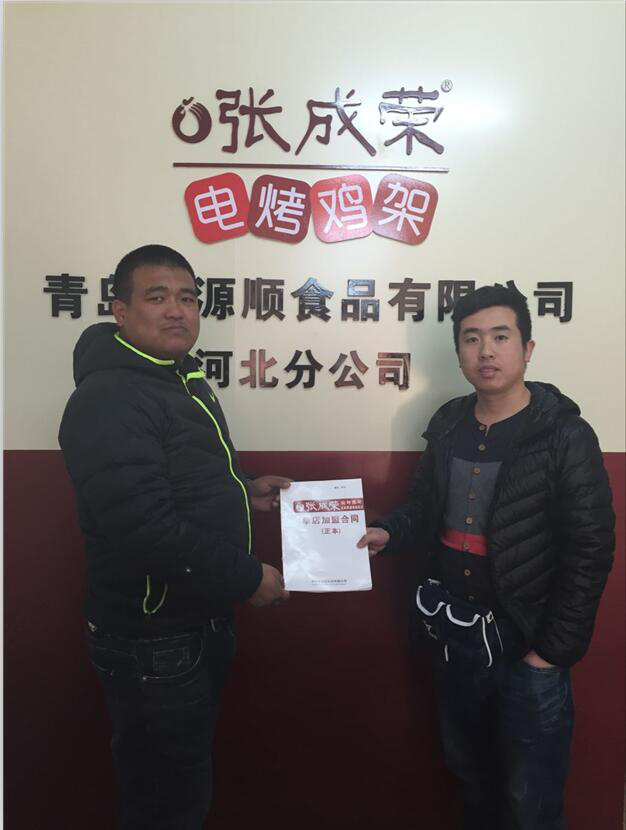 张成荣®
电烤鸡架
青岛 源顺食品有限公司
河北分公司
张成荣
单店加盟合同
(正本)